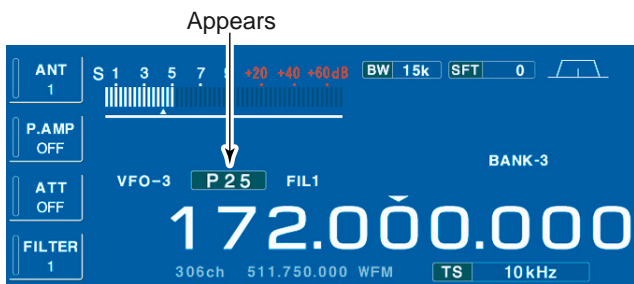 Appears
ANT
1
S 1 3 5 7 9 +20 +40 +60dB
BW 15k SFT 0
P.AMP
OFF
BANK-3
ATT
OFF
VFO-3 P25 FIL1
172.000.000
FILTER
1
306ch 511.750.000 WFM TS 10kHz